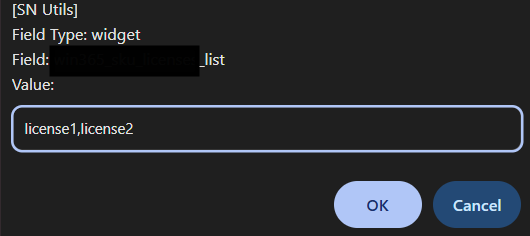 [SN Utils]
Field Type: widget
Field: _list
Value:
license1,license2
OK
Cancel